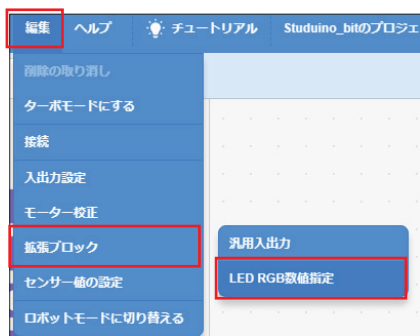 編集 ヘルプ チュートリアル Studuino_bitのプロジェ
削除の取り消し
ターボモードにする
接続
入出力設定
モーター校正
拡張ブロック 汎用入出力
センサー値の設定 LED RGB数値指定
ロボットモードに切り替える